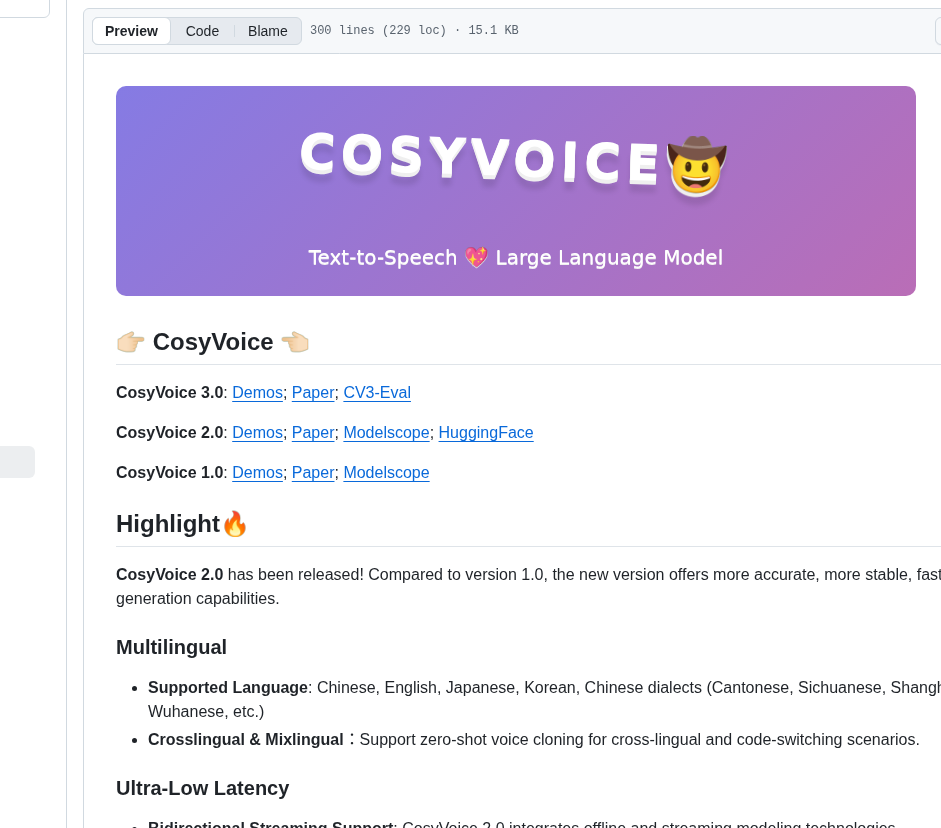 Preview Code Blame 300 lines (229 loc) · 15.1 KB
COSYVOICE🤠
Text-to-Speech 💖 Large Language Model
👉🏻 CosyVoice 👈🏻
CosyVoice 3.0: Demos; Paper; CV3-Eval
CosyVoice 2.0: Demos; Paper; Modelscope; HuggingFace
CosyVoice 1.0: Demos; Paper; Modelscope
Highlight🔥
CosyVoice 2.0 has been released! Compared to version 1.0, the new version offers more accurate, more stable,
generation capabilities.
Multilingual
Supported Language: Chinese, English, Japanese, Korean, Chinese dialects (Cantonese, Sichuanese,
Wuhanese, etc.)
Crosslingual & Mixlingual：Support zero-shot voice cloning for cross-lingual and code-switching scenarios.
Ultra-Low Latency
Bidirectional Streaming Support: CosyVoice 2.0 integrates offline and streaming modeling technologies.